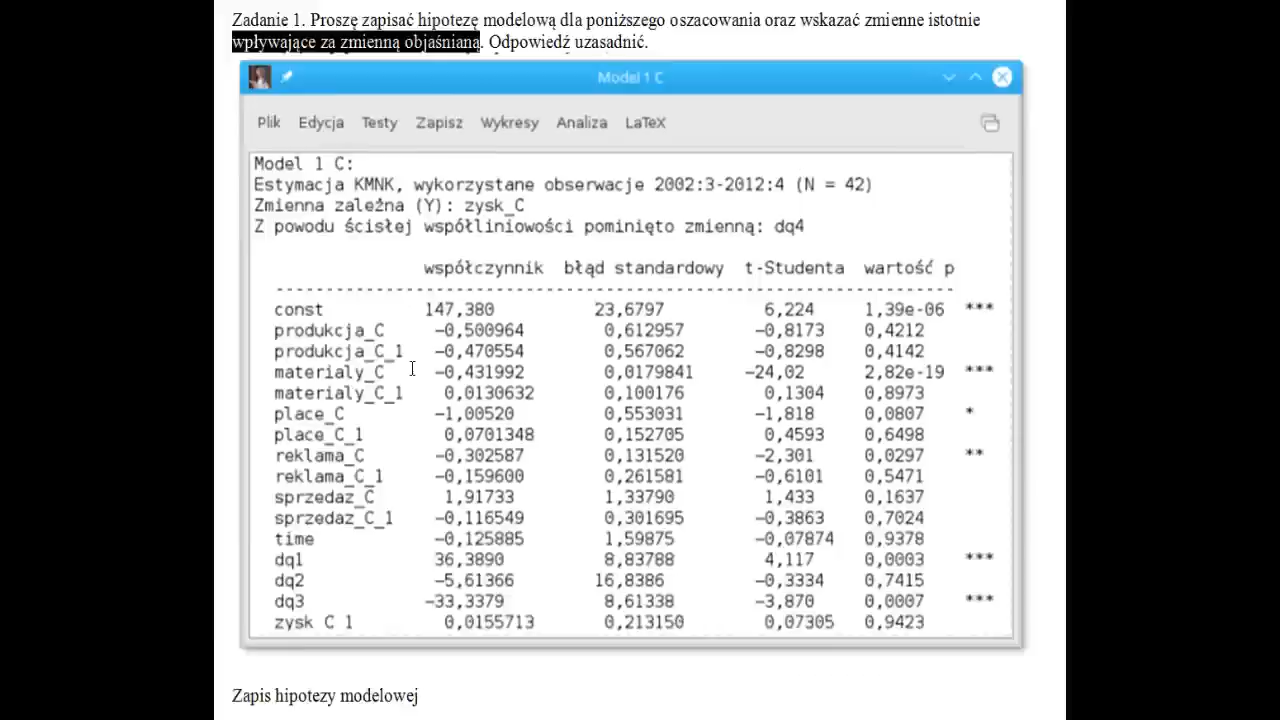 Zadanie 1. Proszę zapisać hipotezę modelową dla poniższego oszacowania oraz wskazać zmienne istotnie
wpływające za zmienną objaśnianą. Odpowiedź uzasadnić.
Model 1 C
Plik Edycja Testy Zapisz Wykresy Analiza LaTeX
Model 1 C:
Estymacja KMNK, wykorzystane obserwacje 2002:3-2012:4 (N = 42)
Zmienna zależna (Y): zysk_C
Z powodu ścisłej współliniowości pominięto zmienną: dq4
współczynnik błąd standardowy t-Studenta wartość p
const 147,380 23,6797 6,224 1,39e-06 ***
produkcja_C −0,500964 0,612957 −0,8173 0,4212
produkcja_C_1 −0,470554 0,567062 −0,8298 0,4142
materialy_C −0,431992 0,0179841 −24,02 2,82e-19 ***
materialy_C_1 0,0130632 0,100176 0,1304 0,8973
place_C −1,00520 0,553031 −1,818 0,0807 *
place_C_1 0,0701348 0,152705 0,4593 0,6498
reklama_C −0,302587 0,131520 −2,301 0,0297 **
reklama_C_1 −0,159600 0,261581 −0,6101 0,5471
sprzedaz_C 1,91733 1,33790 1,433 0,1637
sprzedaz_C_1 −0,116549 0,301695 −0,3863 0,7024
time −0,125885 1,59875 −0,07874 0,9378
dq1 36,3890 8,83788 4,117 0,0003 ***
dq2 −5,61366 16,8386 −0,3334 0,7415
dq3 −33,3379 8,61338 −3,870 0,0007 ***
zysk_C_1 0,0155713 0,213150 0,07305 0,9423
Zapis hipotezy modelowej